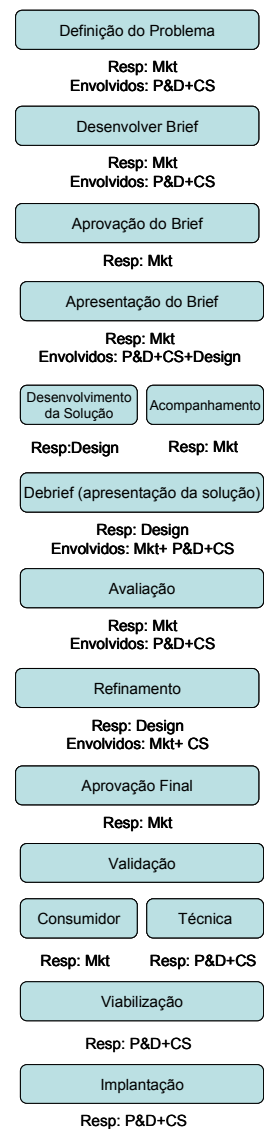 Definição do Problema
Resp: Mkt
Envolvidos: P&D+CS
Desenvolver Brief
Resp: Mkt
Envolvidos: P&D+CS
Aprovação do Brief
Resp: Mkt
Apresentação do Brief
Resp: Mkt
Envolvidos: P&D+CS+Design
Desenvolvimento
da Solução
Acompanhamento
Resp:Design
Resp: Mkt
Debrief (apresentação da solução)
Resp: Design
Envolvidos: Mkt+ P&D+CS
Avaliação
Resp: Mkt
Envolvidos: P&D+CS
Refinamento
Resp: Design
Envolvidos: Mkt+ CS
Aprovação Final
Resp: Mkt
Validação
Consumidor
Técnica
Resp: Mkt
Resp: P&D+CS
Viabilização
Resp: P&D+CS
Implantação
Resp: P&D+CS